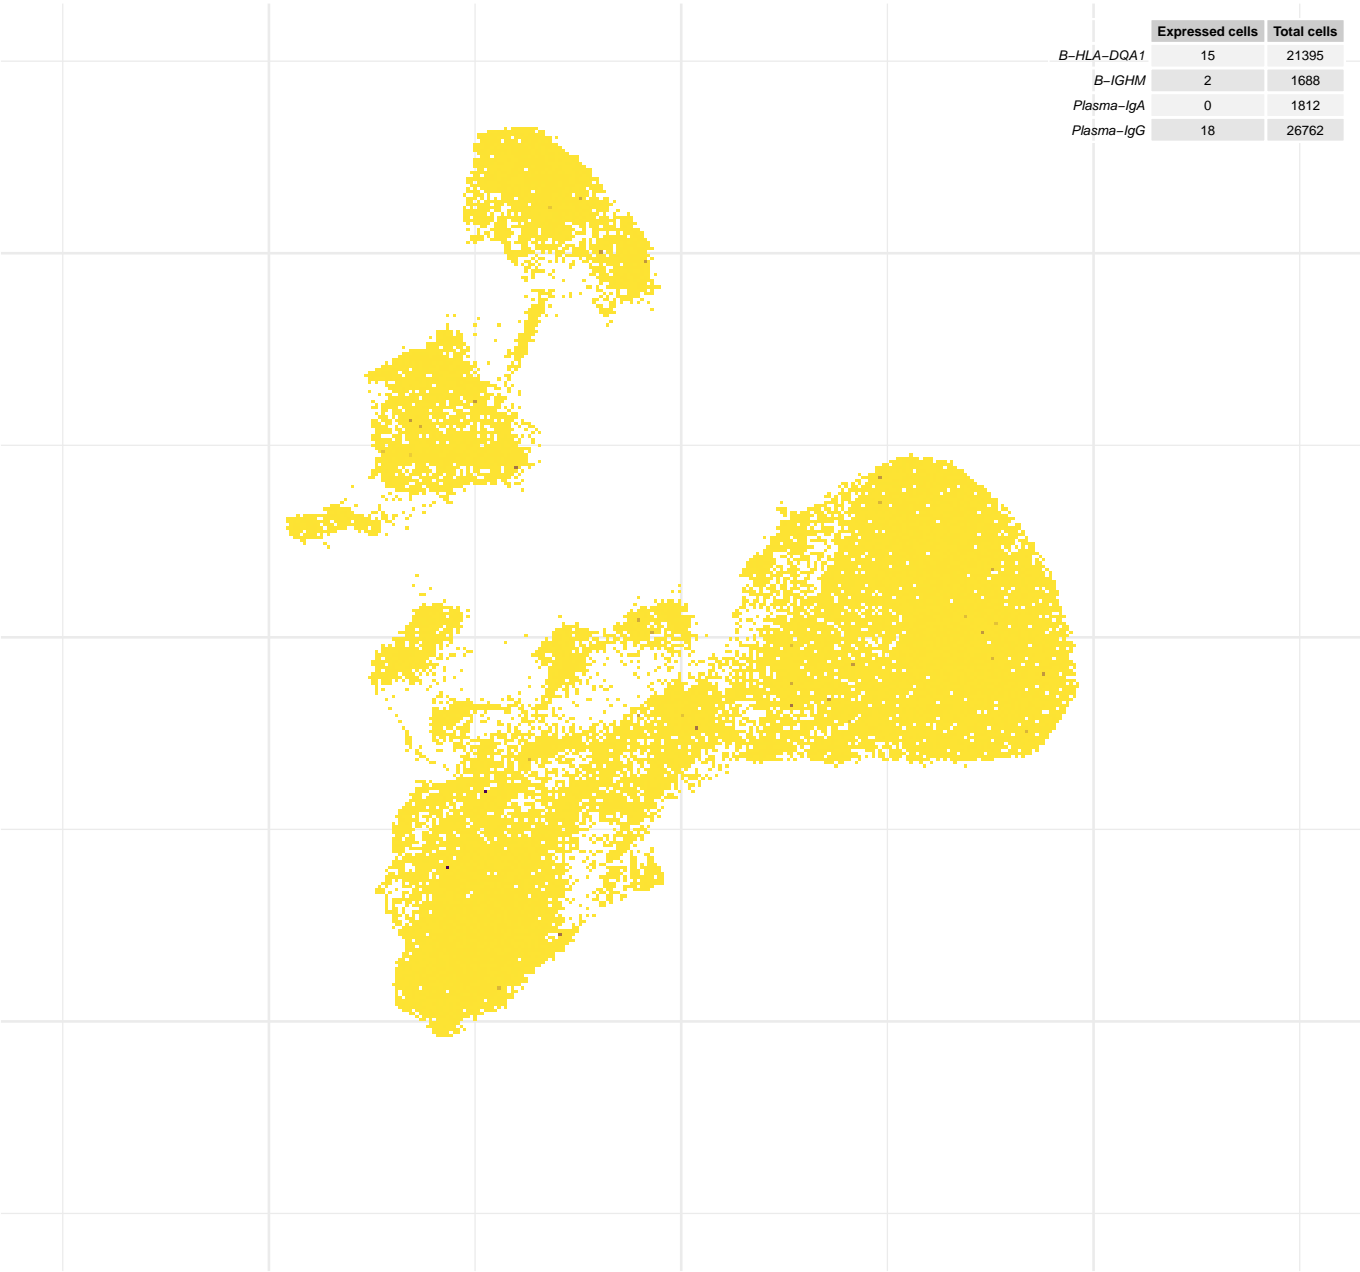 Expressed cells Total cells
B−HLA−DQA1 15 21395
B−IGHM 2 1688
Plasma−IgA 0 1812
Plasma−IgG 18 26762